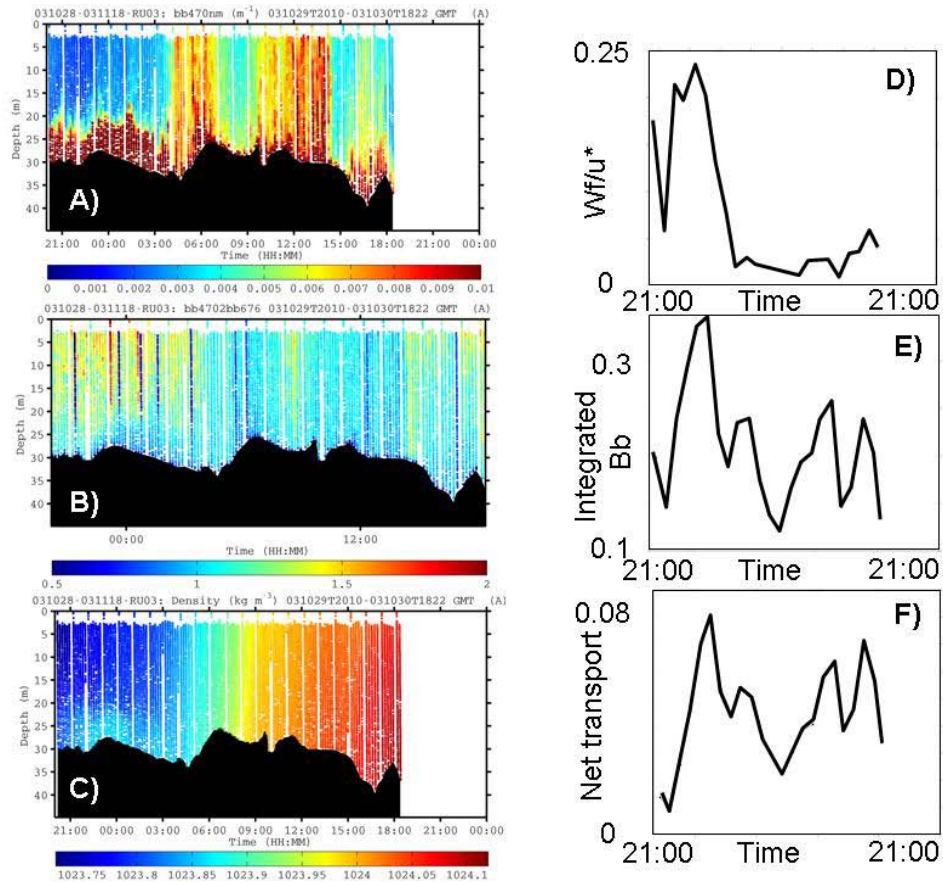 031028-031118-RU03: bb470nm (m⁻¹) 031029T2010-031030T1822 GMT (A)
0
5
10
15
20
25
30
35
40
Depth (m)
A)
21:00 00:00 03:00 06:00 09:00 12:00 15:00 18:00 21:00 00:00
Time (HH:MM)
0 0.001 0.002 0.003 0.004 0.005 0.006 0.007 0.008 0.009 0.01
031028-031118-RU03: bb4702bb676 031029T2010-031030T1822 GMT (A)
0
5
10
15
20
25
30
35
40
Depth (m)
B)
00:00 12:00
Time (HH:MM)
0.5 1 1.5 2
031028-031118-RU03: Density (kg m⁻³) 031029T2010-031030T1822 GMT (A)
0
5
10
15
20
25
30
35
40
Depth (m)
C)
21:00 00:00 03:00 06:00 09:00 12:00 15:00 18:00 21:00 00:00
Time (HH:MM)
1023.75 1023.8 1023.85 1023.9 1023.95 1024 1024.05 1024.1
0.25
D)
Wf/u*
0
21:00 Time 21:00
E)
0.3
Integrated
Bb
0.1
21:00 Time 21:00
0.08
F)
Net transport
0
21:00 Time 21:00